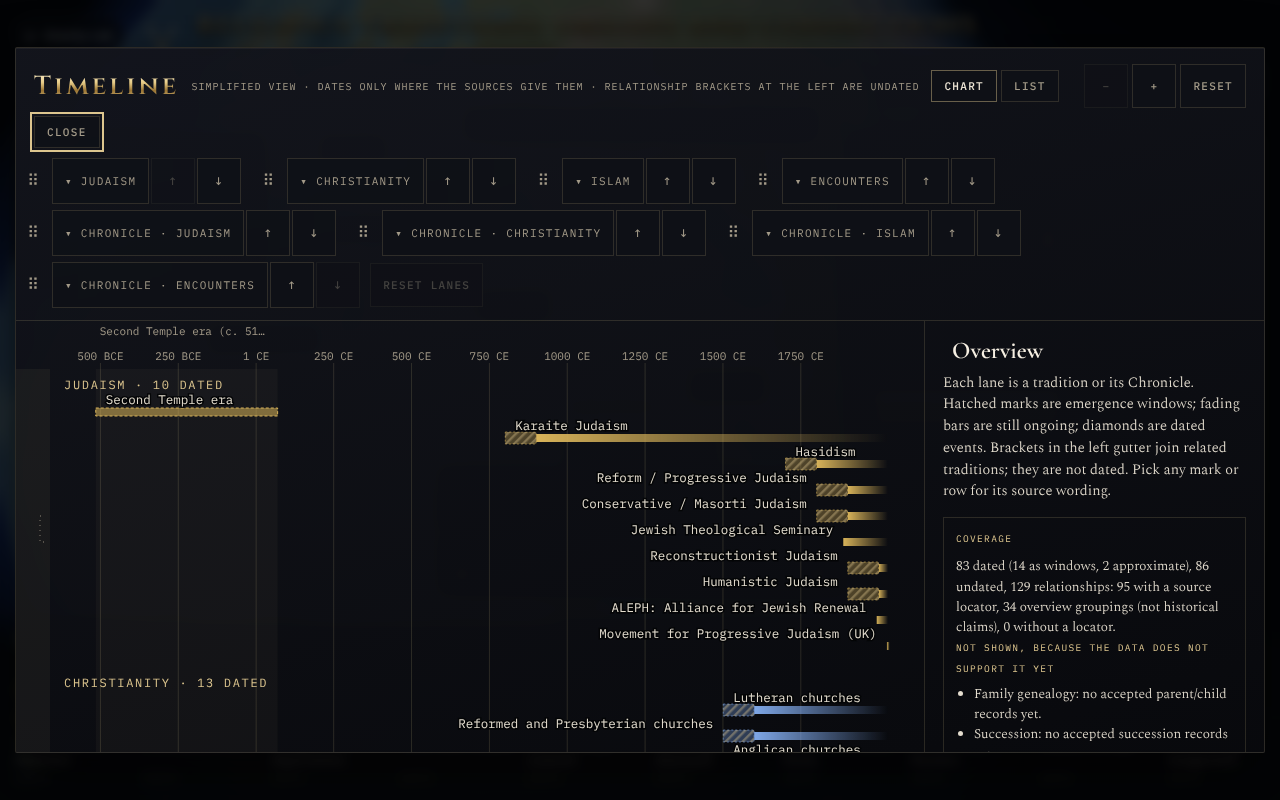 TIMELINE SIMPLIFIED VIEW · DATES ONLY WHERE THE SOURCES GIVE THEM · RELATIONSHIP BRACKETS AT THE LEFT ARE UNDATED CHART LIST − + RESET
CLOSE
⠿ ▾ JUDAISM ↑ ↓ ⠿ ▾ CHRISTIANITY ↑ ↓ ⠿ ▾ ISLAM ↑ ↓ ⠿ ▾ ENCOUNTERS ↑ ↓
⠿ ▾ CHRONICLE · JUDAISM ↑ ↓ ⠿ ▾ CHRONICLE · CHRISTIANITY ↑ ↓ ⠿ ▾ CHRONICLE · ISLAM ↑ ↓
⠿ ▾ CHRONICLE · ENCOUNTERS ↑ ↓ RESET LANES
Second Temple era (c. 51…
500 BCE 250 BCE 1 CE 250 CE 500 CE 750 CE 1000 CE 1250 CE 1500 CE 1750 CE
JUDAISM · 10 DATED
Second Temple era
Karaite Judaism
Hasidism
Reform / Progressive Judaism
Conservative / Masorti Judaism
Jewish Theological Seminary
Reconstructionist Judaism
Humanistic Judaism
ALEPH: Alliance for Jewish Renewal
Movement for Progressive Judaism (UK)
CHRISTIANITY · 13 DATED
Lutheran churches
Reformed and Presbyterian churches
Anglican churches
Overview
Each lane is a tradition or its Chronicle.
Hatched marks are emergence windows; fading
bars are still ongoing; diamonds are dated
events. Brackets in the left gutter join related
traditions; they are not dated. Pick any mark or
row for its source wording.
COVERAGE
83 dated (14 as windows, 2 approximate), 86
undated, 129 relationships: 95 with a source
locator, 34 overview groupings (not historical
claims), 0 without a locator.
NOT SHOWN, BECAUSE THE DATA DOES NOT
SUPPORT IT YET
• Family genealogy: no accepted parent/child
records yet.
• Succession: no accepted succession records